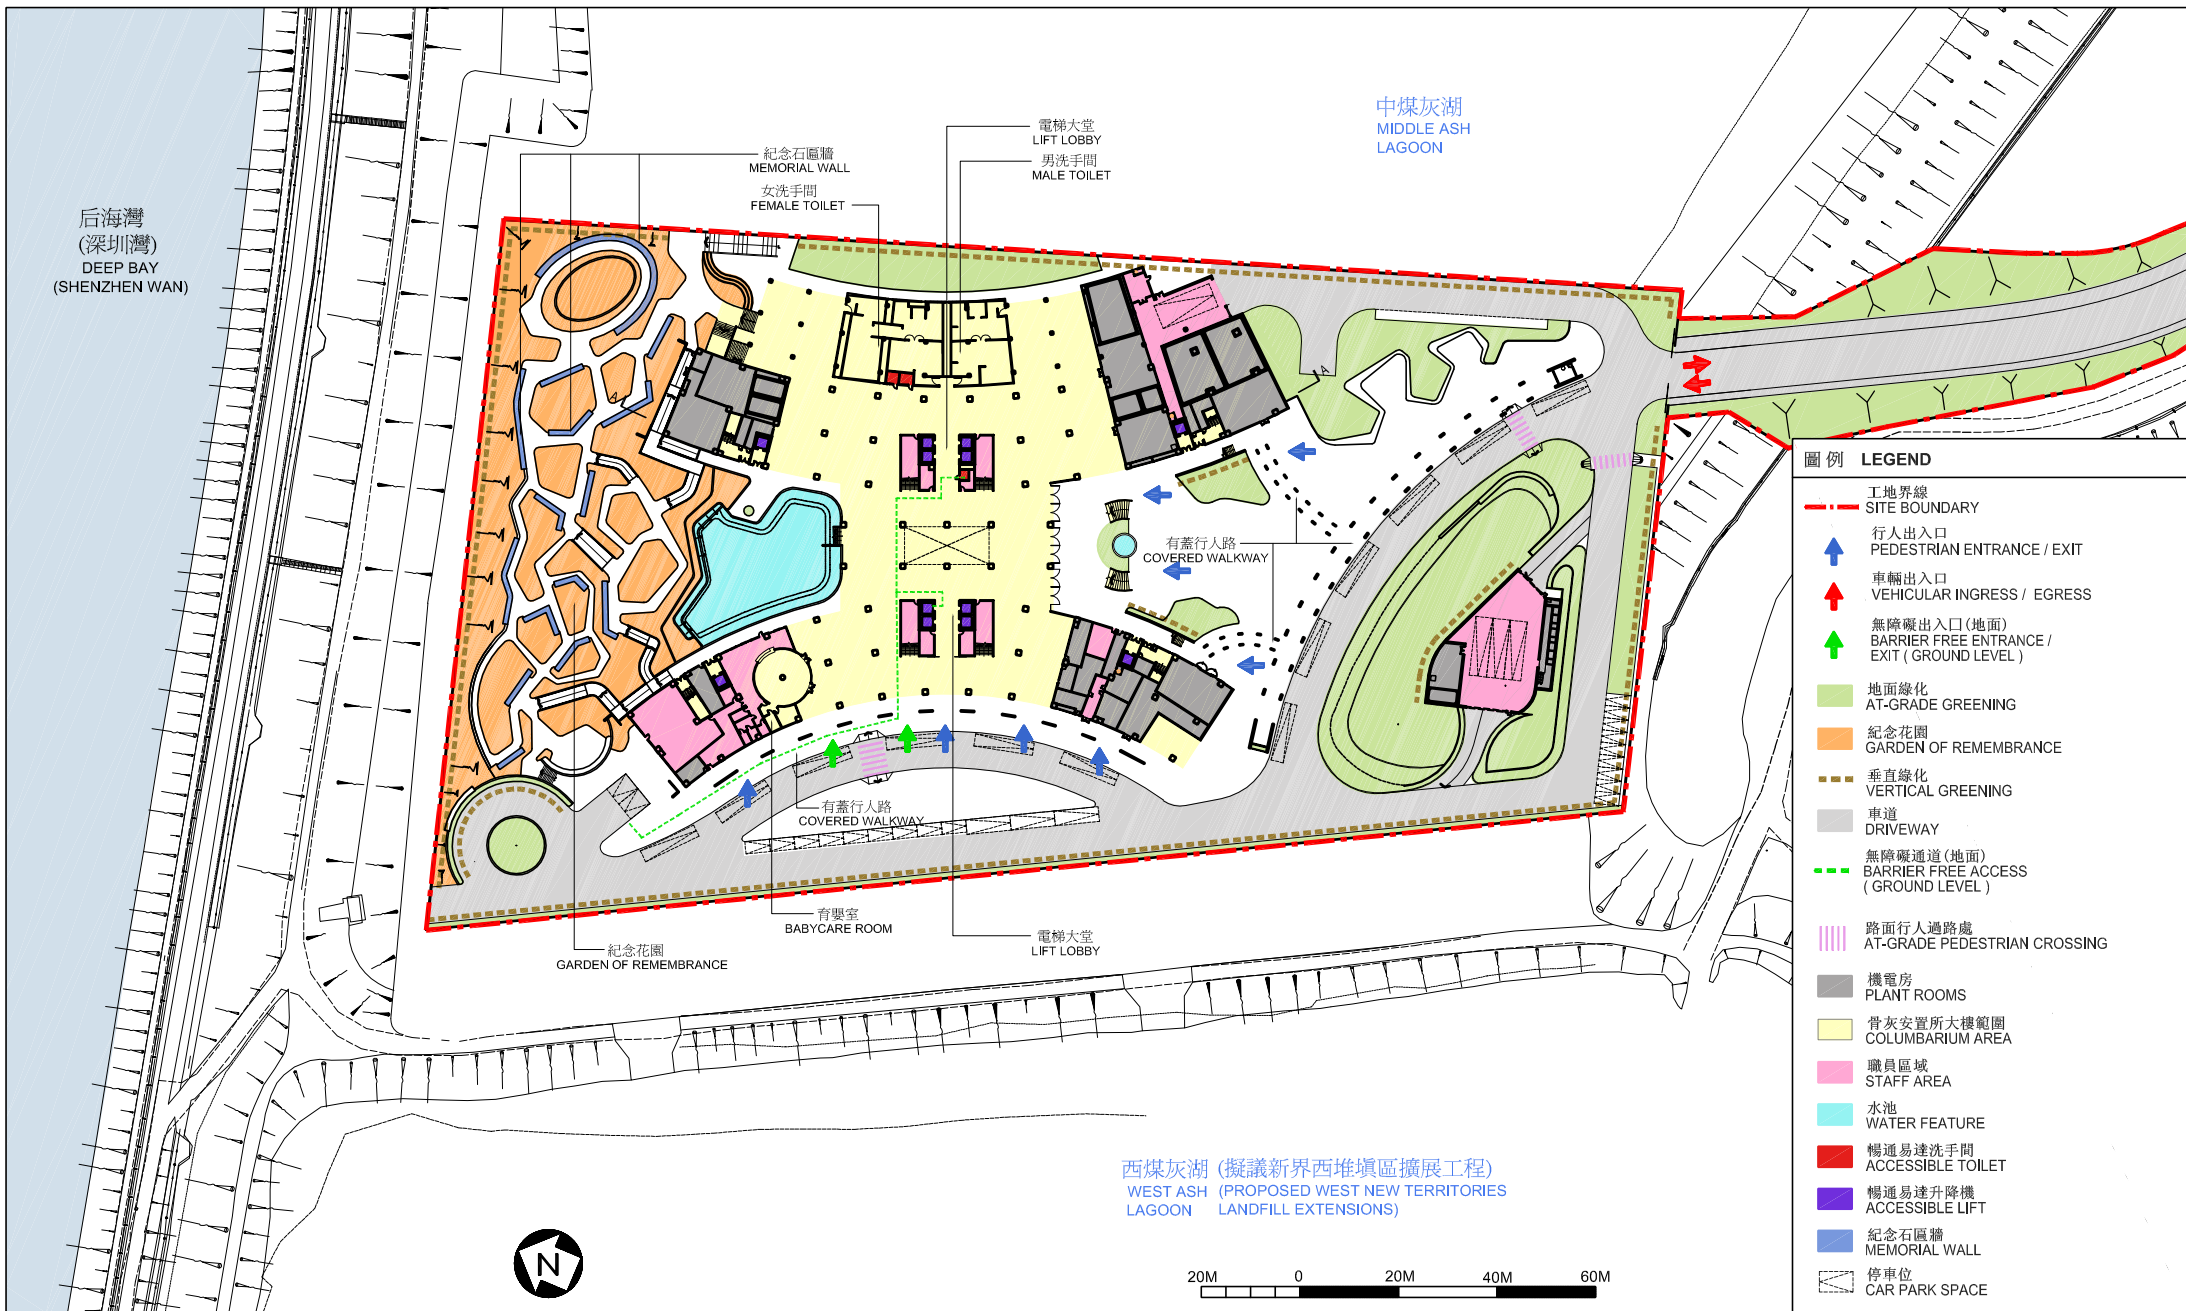 中煤灰湖
MIDDLE ASH
LAGOON
電梯大堂
LIFT LOBBY
紀念石匾牆
MEMORIAL WALL
男洗手間
MALE TOILET
女洗手間
FEMALE TOILET
后海灣
(深圳灣)
DEEP BAY
(SHENZHEN WAN)
有蓋行人路
COVERED WALKWAY
有蓋行人路
COVERED WALKWAY
育嬰室
BABYCARE ROOM
電梯大堂
LIFT LOBBY
紀念花園
GARDEN OF REMEMBRANCE
西煤灰湖 (擬議新界西堆填區擴展工程)
WEST ASH (PROPOSED WEST NEW TERRITORIES
LAGOON LANDFILL EXTENSIONS)
N
20M 0 20M 40M 60M
圖例 LEGEND
工地界線
SITE BOUNDARY
行人出入口
PEDESTRIAN ENTRANCE / EXIT
車輛出入口
VEHICULAR INGRESS / EGRESS
無障礙出入口(地面)
BARRIER FREE ENTRANCE /
EXIT ( GROUND LEVEL )
地面綠化
AT-GRADE GREENING
紀念花園
GARDEN OF REMEMBRANCE
垂直綠化
VERTICAL GREENING
車道
DRIVEWAY
無障礙通道(地面)
BARRIER FREE ACCESS
( GROUND LEVEL )
路面行人過路處
AT-GRADE PEDESTRIAN CROSSING
機電房
PLANT ROOMS
骨灰安置所大樓範圍
COLUMBARIUM AREA
職員區域
STAFF AREA
水池
WATER FEATURE
暢通易達洗手間
ACCESSIBLE TOILET
暢通易達升降機
ACCESSIBLE LIFT
紀念石匾牆
MEMORIAL WALL
停車位
CAR PARK SPACE